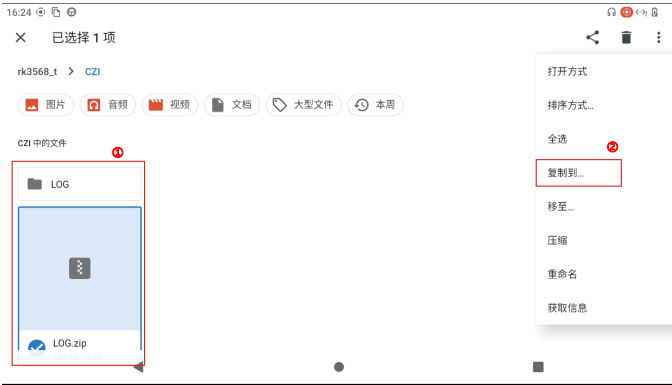 16:24
已选择 1 项
rk3568_t > CZI
图片 音频 视频 文档 大型文件 本周
CZI 中的文件
①
LOG
LOG.zip
打开方式
排序方式...
全选
②
复制到...
移至...
压缩
重命名
获取信息